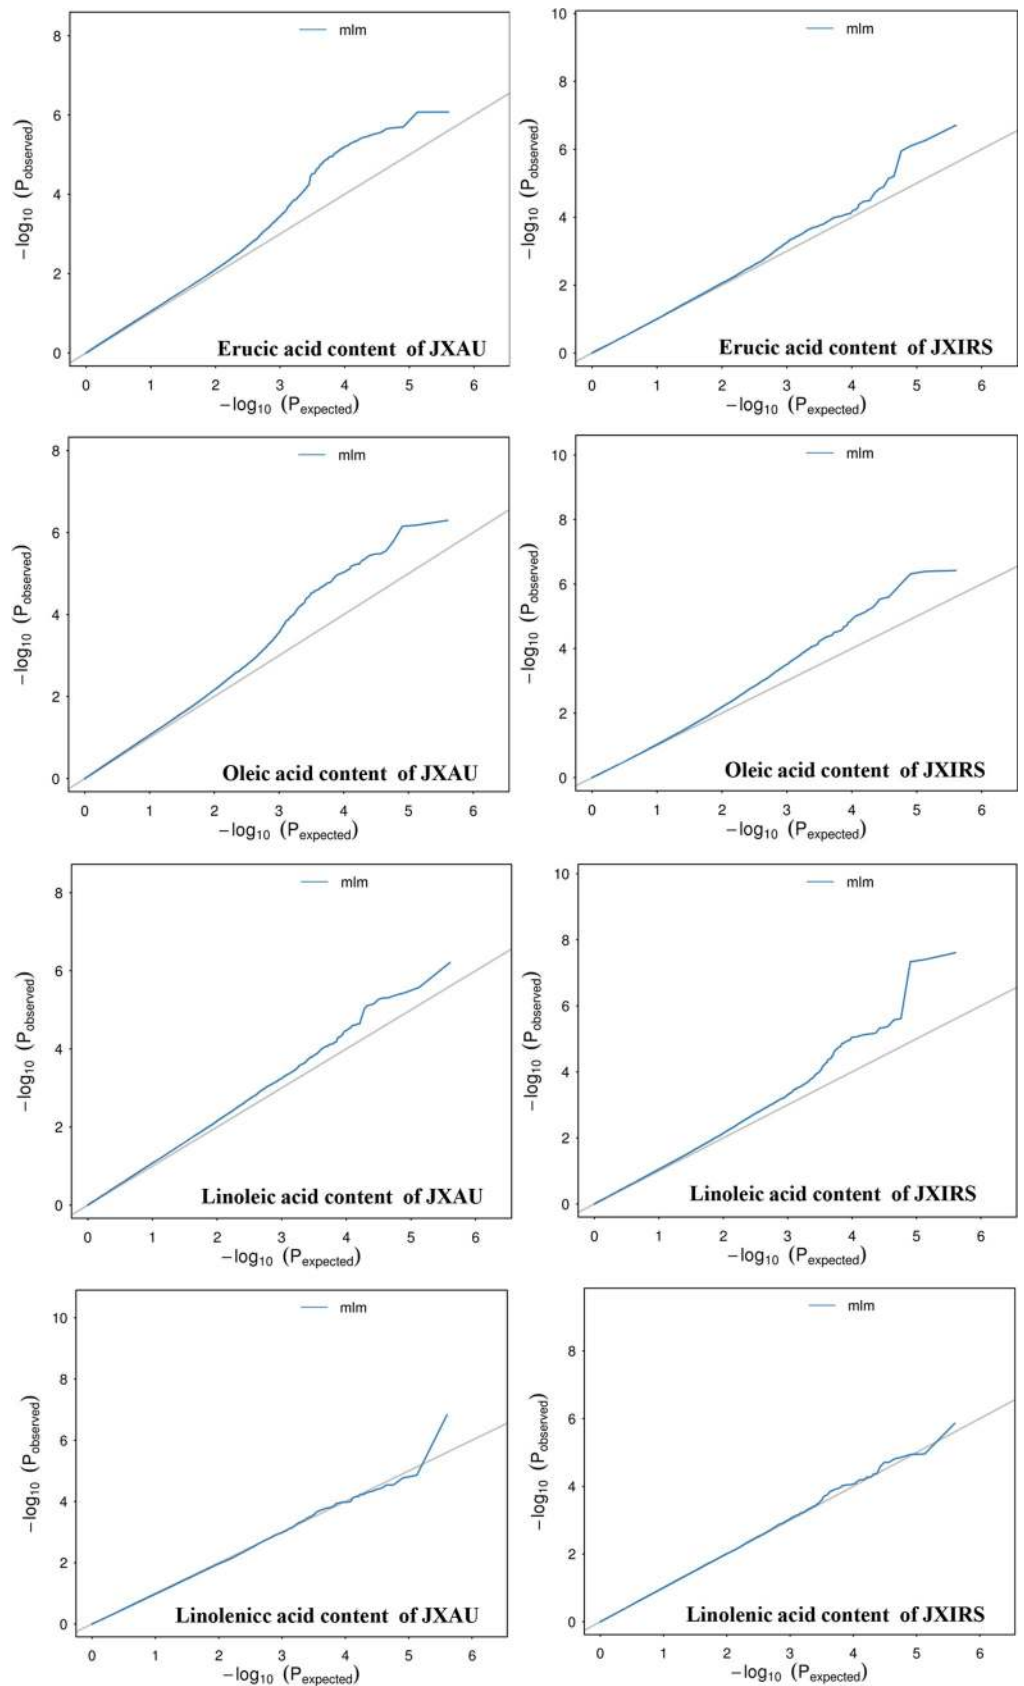 mlm
8
6
4
2
0
−log10 (Pobserved)
Erucic acid content of JXAU
0 1 2 3 4 5 6
−log10 (Pexpected)
mlm
10
8
6
4
2
0
−log10 (Pobserved)
Erucic acid content of JXIRS
0 1 2 3 4 5 6
−log10 (Pexpected)
mlm
8
6
4
2
0
−log10 (Pobserved)
Oleic acid content of JXAU
0 1 2 3 4 5 6
−log10 (Pexpected)
mlm
10
8
6
4
2
0
−log10 (Pobserved)
Oleic acid content of JXIRS
0 1 2 3 4 5 6
−log10 (Pexpected)
mlm
8
6
4
2
0
−log10 (Pobserved)
Linoleic acid content of JXAU
0 1 2 3 4 5 6
−log10 (Pexpected)
mlm
10
8
6
4
2
0
−log10 (Pobserved)
Linoleic acid content of JXIRS
0 1 2 3 4 5 6
−log10 (Pexpected)
mlm
10
8
6
4
2
0
−log10 (Pobserved)
Linolenicc acid content of JXAU
0 1 2 3 4 5 6
−log10 (Pexpected)
mlm
8
6
4
2
0
−log10 (Pobserved)
Linolenic acid content of JXIRS
0 1 2 3 4 5 6
−log10 (Pexpected)